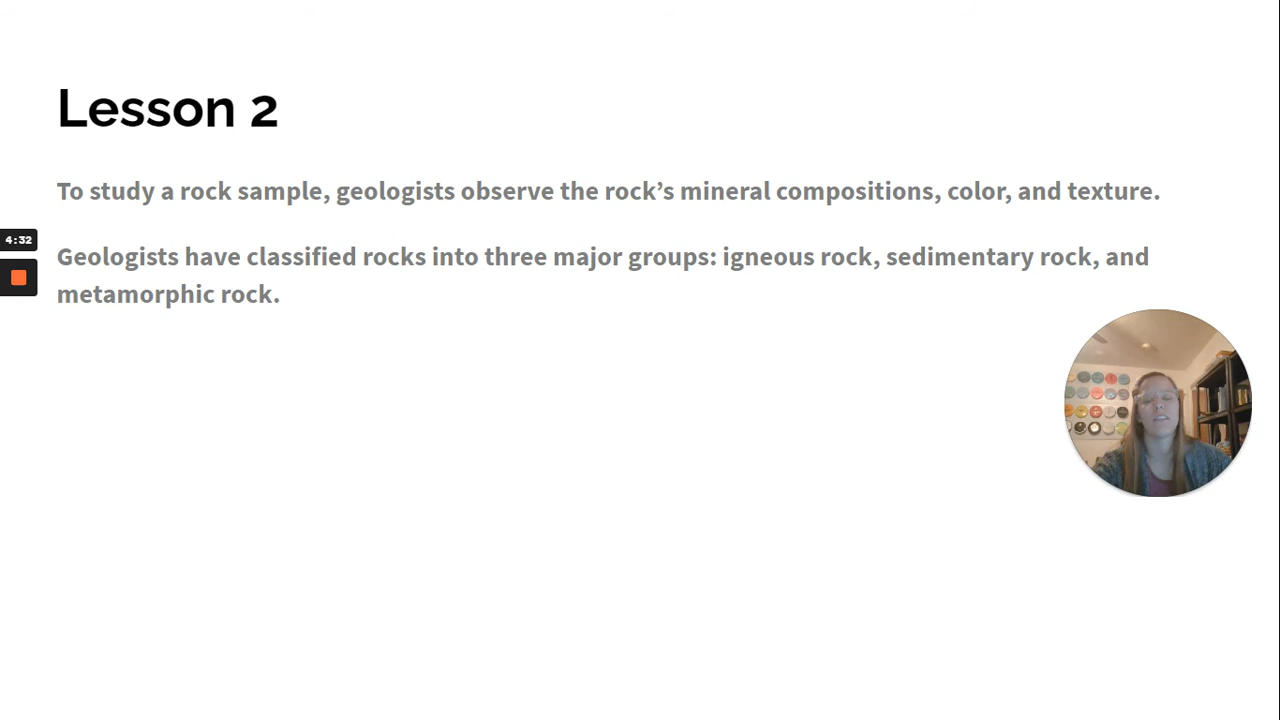 Lesson 2
To study a rock sample, geologists observe the rock’s mineral compositions, color, and texture.
4:32
Geologists have classified rocks into three major groups: igneous rock, sedimentary rock, and
metamorphic rock.